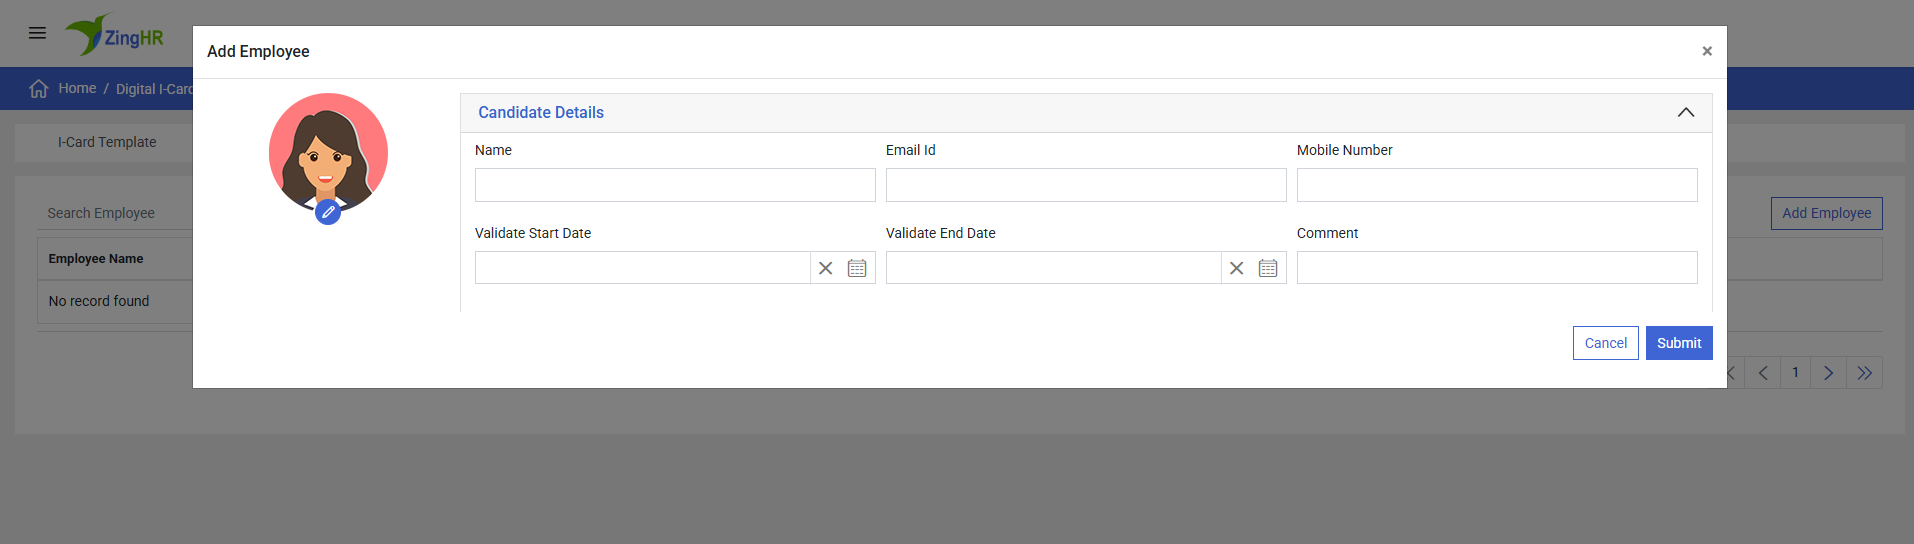 ZingHR
Add Employee
×
Home / Digital I-Card
Candidate Details
I-Card Template
Name
Email Id
Mobile Number
Search Employee
Add Employee
Validate Start Date
Validate End Date
Comment
Employee Name
No record found
Cancel
Submit
1